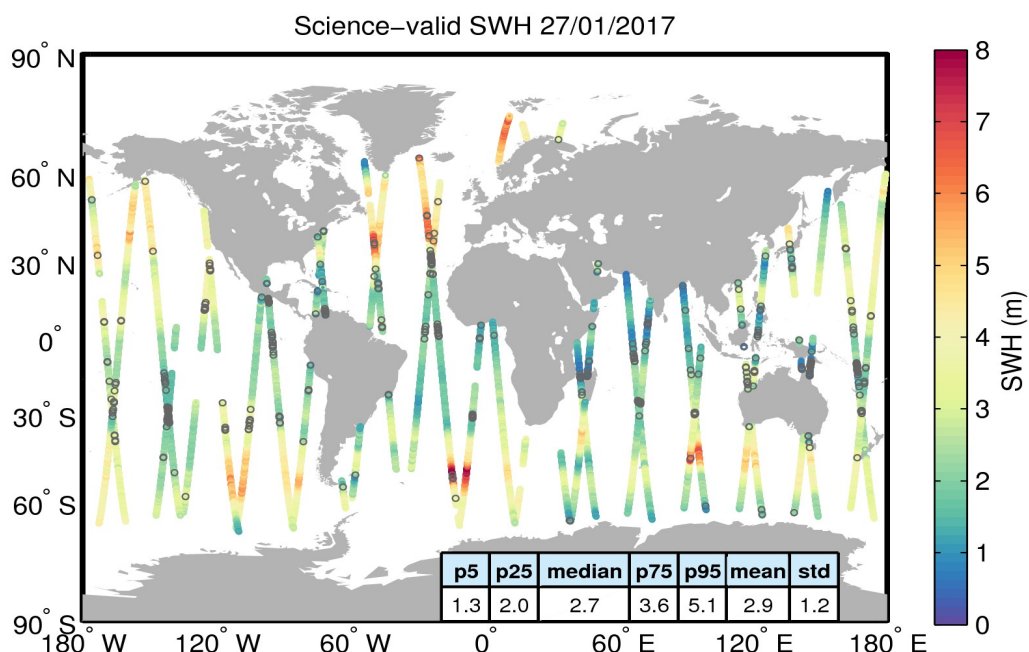 Science−valid SWH 27/01/2017
90° N
60° N
30° N
0°
30° S
60° S
90° S
180° W
120° W
60° W
0°
60° E
120° E
180° E
p5 p25 median p75 p95 mean std
1.3 2.0 2.7 3.6 5.1 2.9 1.2
8
7
6
5
4
3
2
1
0
SWH (m)